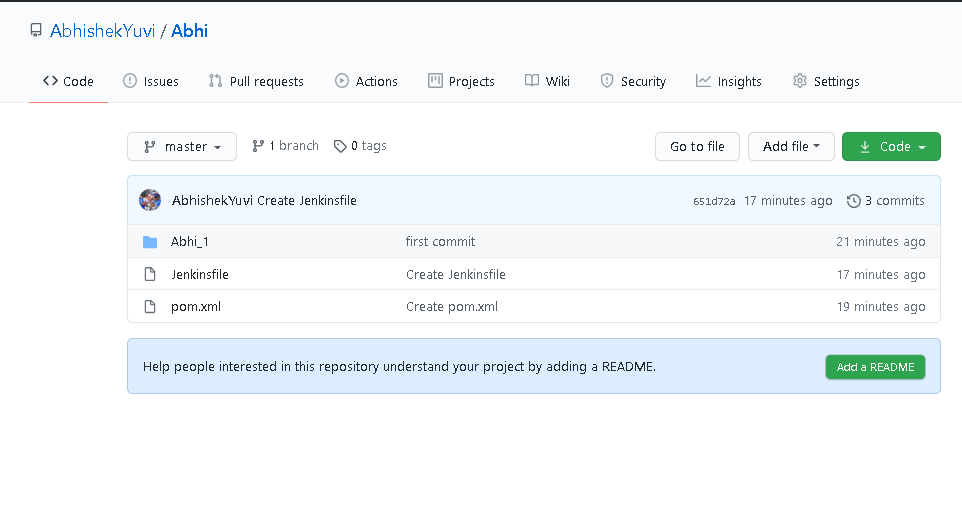 AbhishekYuvi / Abhi
Code Issues Pull requests Actions Projects Wiki Security Insights Settings
master 1 branch 0 tags Go to file Add file Code
AbhishekYuvi Create Jenkinsfile 651d72a 17 minutes ago 3 commits
Abhi_1 first commit 21 minutes ago
Jenkinsfile Create Jenkinsfile 17 minutes ago
pom.xml Create pom.xml 19 minutes ago
Help people interested in this repository understand your project by adding a README. Add a README